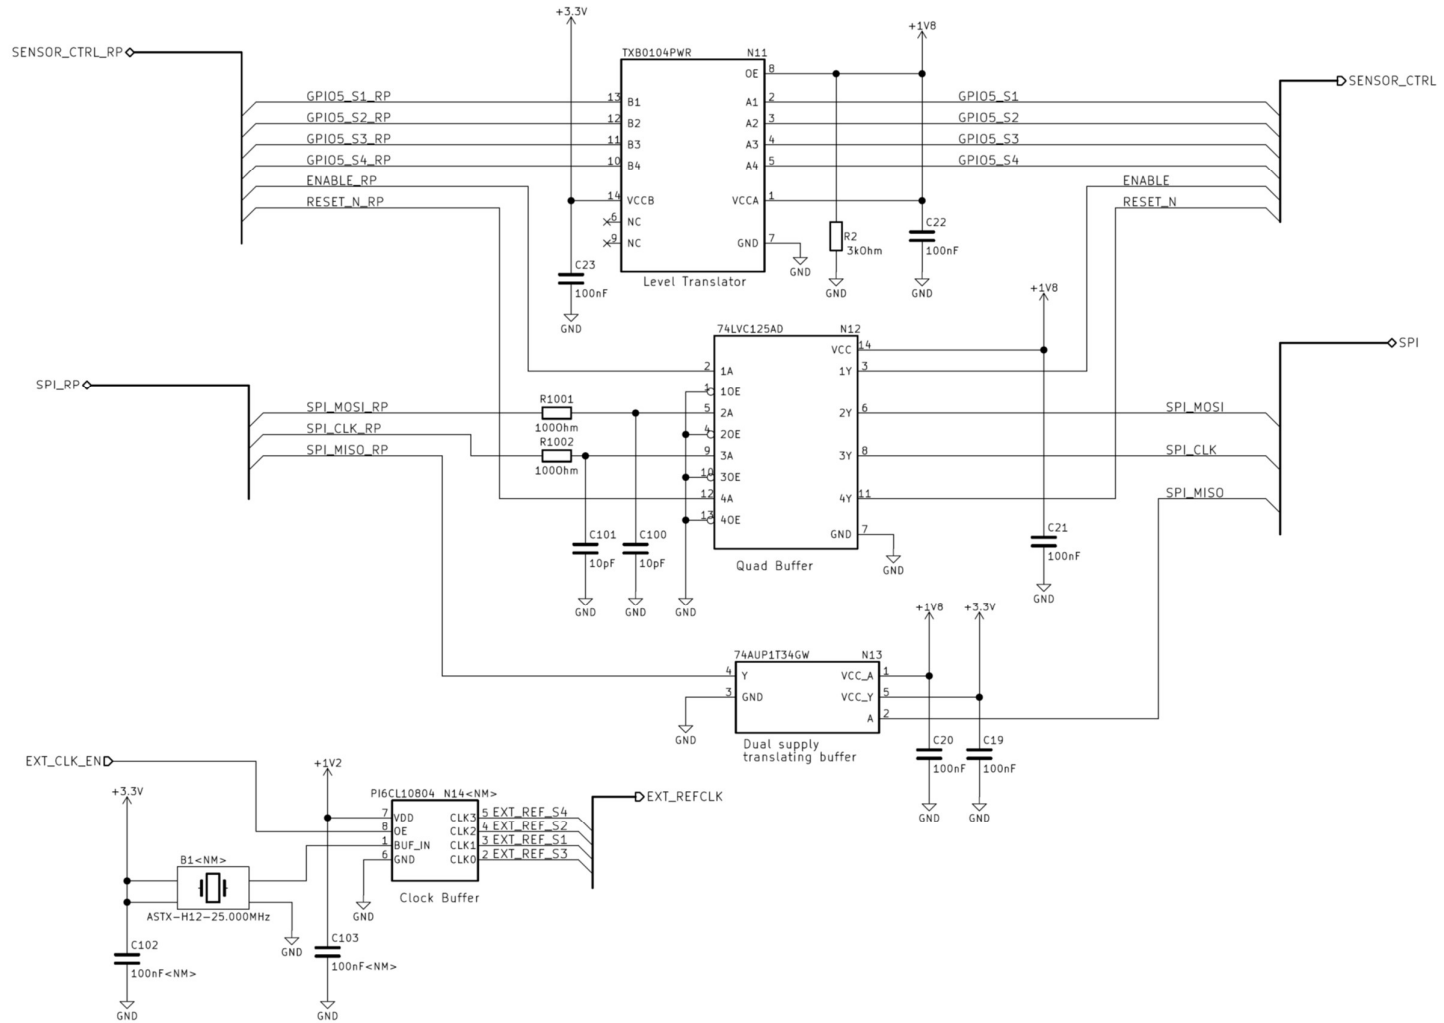 +3.3V
+1V8
SENSOR_CTRL_RP
TXB0104PWR N11
SENSOR_CTRL
OE 8
GPIO5_S1_RP 13 B1 A1 2 GPIO5_S1
GPIO5_S2_RP 12 B2 A2 3 GPIO5_S2
GPIO5_S3_RP 11 B3 A3 4 GPIO5_S3
GPIO5_S4_RP 10 B4 A4 5 GPIO5_S4
ENABLE_RP ENABLE
RESET_N_RP 14 VCCB VCCA 1 RESET_N
6 NC
9 NC GND 7
R2
3kOhm
C22
100nF
C23
100nF
GND
GND
GND
GND
Level Translator
+1V8
74LVC125AD N12
SPI
VCC 14
2 1A 1Y 3
1 1OE
SPI_RP
R1001
100Ohm
SPI_MOSI_RP 5 2A 2Y 6 SPI_MOSI
SPI_CLK_RP 4 2OE
R1002
100Ohm
SPI_MISO_RP 9 3A 3Y 8 SPI_CLK
10 3OE
12 4A 4Y 11 SPI_MISO
13 4OE
GND 7
C101
10pF
C100
10pF
C21
100nF
Quad Buffer
GND
GND
GND
GND
GND
+1V8
+3.3V
74AUP1T34GW N13
4 Y VCC_A 1
3 GND VCC_Y 5
A 2
GND
Dual supply
translating buffer
C20
100nF
C19
100nF
GND
GND
EXT_CLK_EN
+1V2
+3.3V
PI6CL10804 N14<NM>
EXT_REFCLK
7 VDD CLK3 5 EXT_REF_S4
8 OE CLK2 4 EXT_REF_S2
1 BUF_IN CLK1 3 EXT_REF_S1
6 GND CLK0 2 EXT_REF_S3
B1<NM>
Clock Buffer
ASTX-H12-25.000MHz
GND
GND
C102
100nF<NM>
C103
100nF<NM>
GND
GND